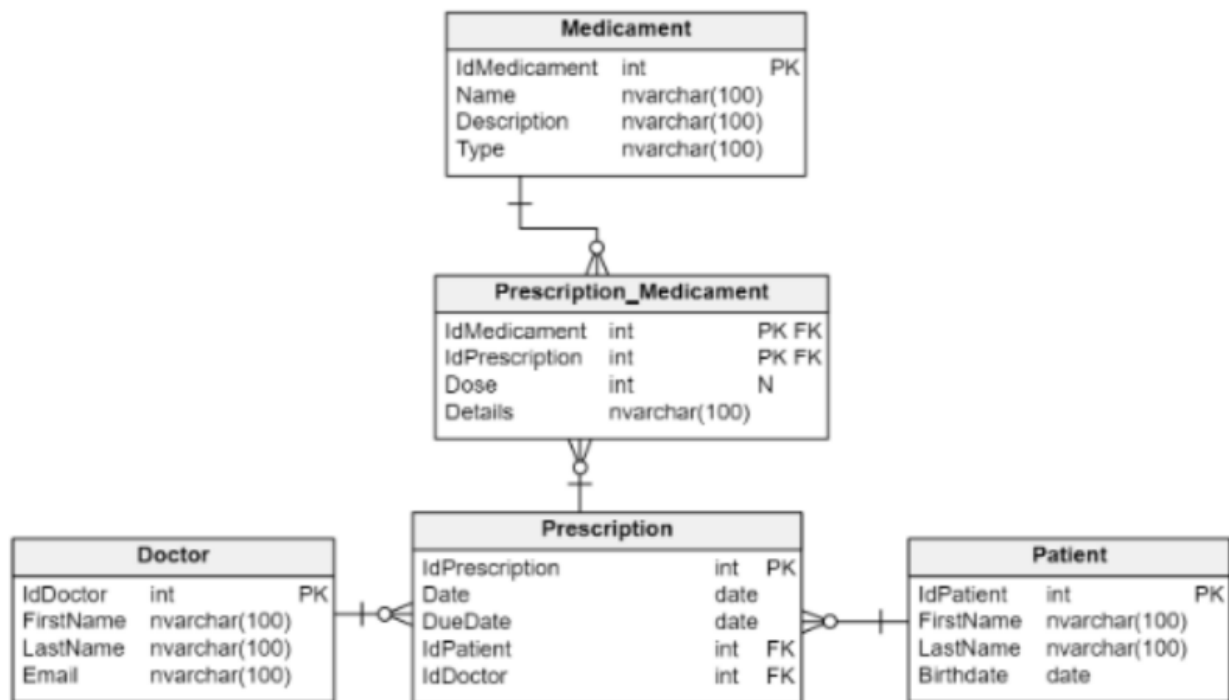 Medicament
IdMedicament int PK
Name nvarchar(100)
Description nvarchar(100)
Type nvarchar(100)
Prescription_Medicament
IdMedicament int PK FK
IdPrescription int PK FK
Dose int N
Details nvarchar(100)
Doctor
IdDoctor int PK
FirstName nvarchar(100)
LastName nvarchar(100)
Email nvarchar(100)
Prescription
IdPrescription int PK
Date date
DueDate date
IdPatient int FK
IdDoctor int FK
Patient
IdPatient int PK
FirstName nvarchar(100)
LastName nvarchar(100)
Birthdate date